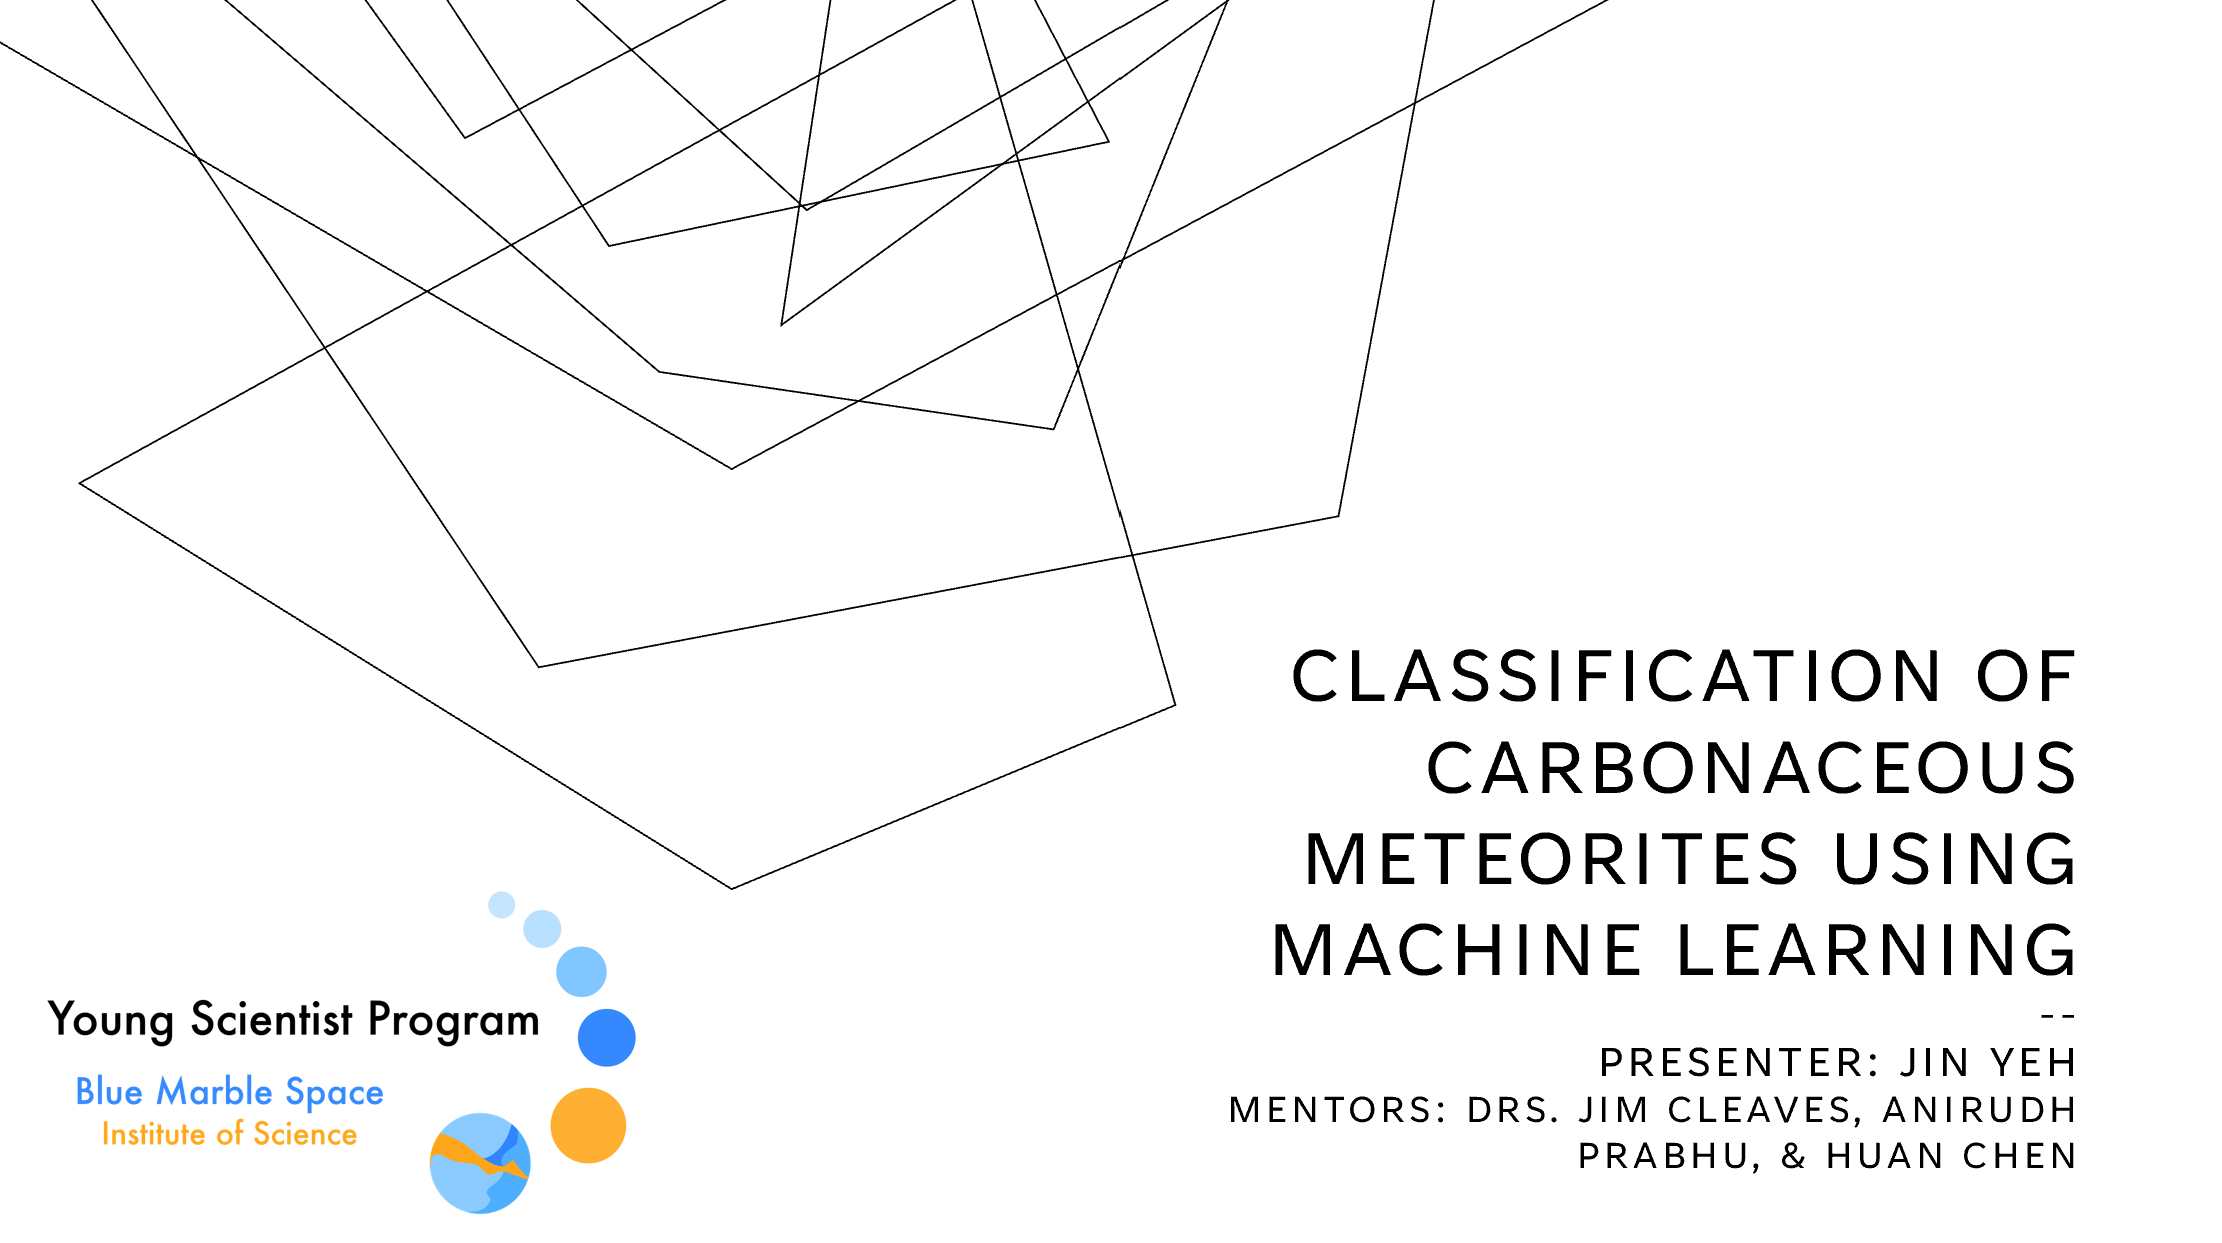 CLASSIFICATION OF
CARBONACEOUS
METEORITES USING
MACHINE LEARNING
--
PRESENTER: JIN YEH
MENTORS: DRS. JIM CLEAVES, ANIRUDH
PRABHU, & HUAN CHEN
Young Scientist Program
Blue Marble Space
Institute of Science